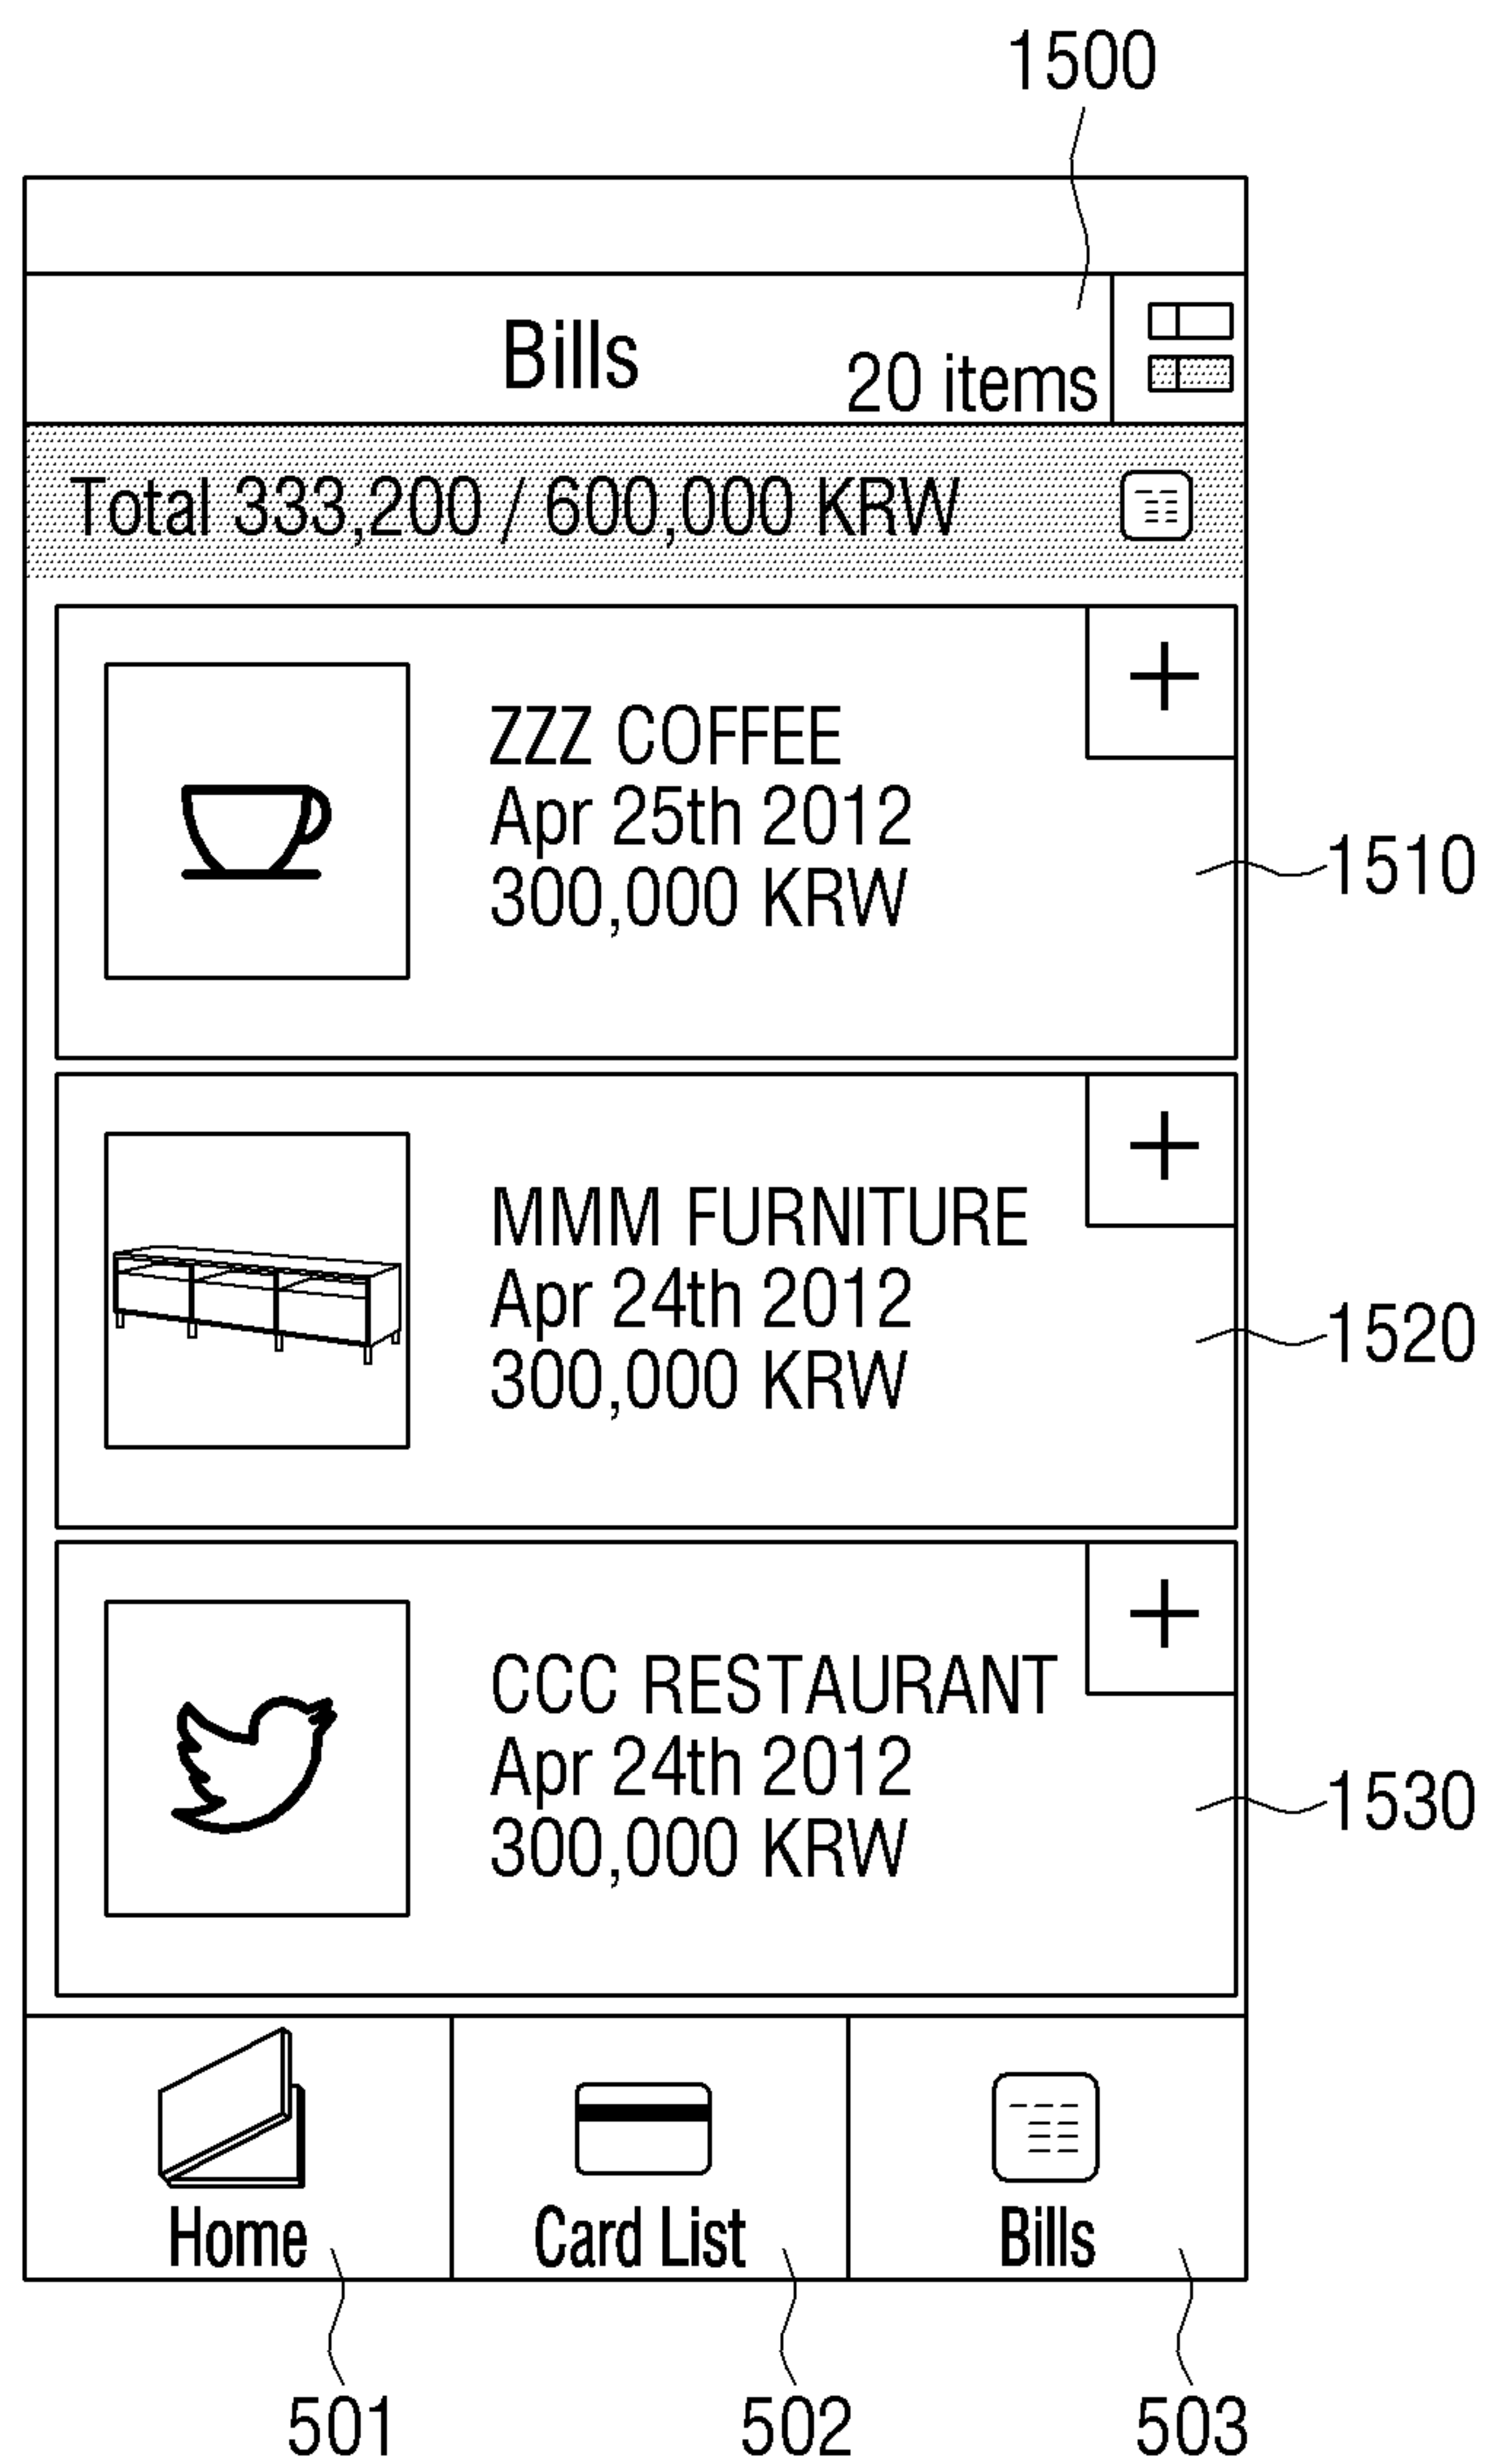 1500
Bills
20 items
Total 333,200 / 600,000 KRW
+
ZZZ COFFEE
Apr 25th 2012
300,000 KRW
1510
+
MMM FURNITURE
Apr 24th 2012
300,000 KRW
1520
+
CCC RESTAURANT
Apr 24th 2012
300,000 KRW
1530
Home
Card List
Bills
501
502
503